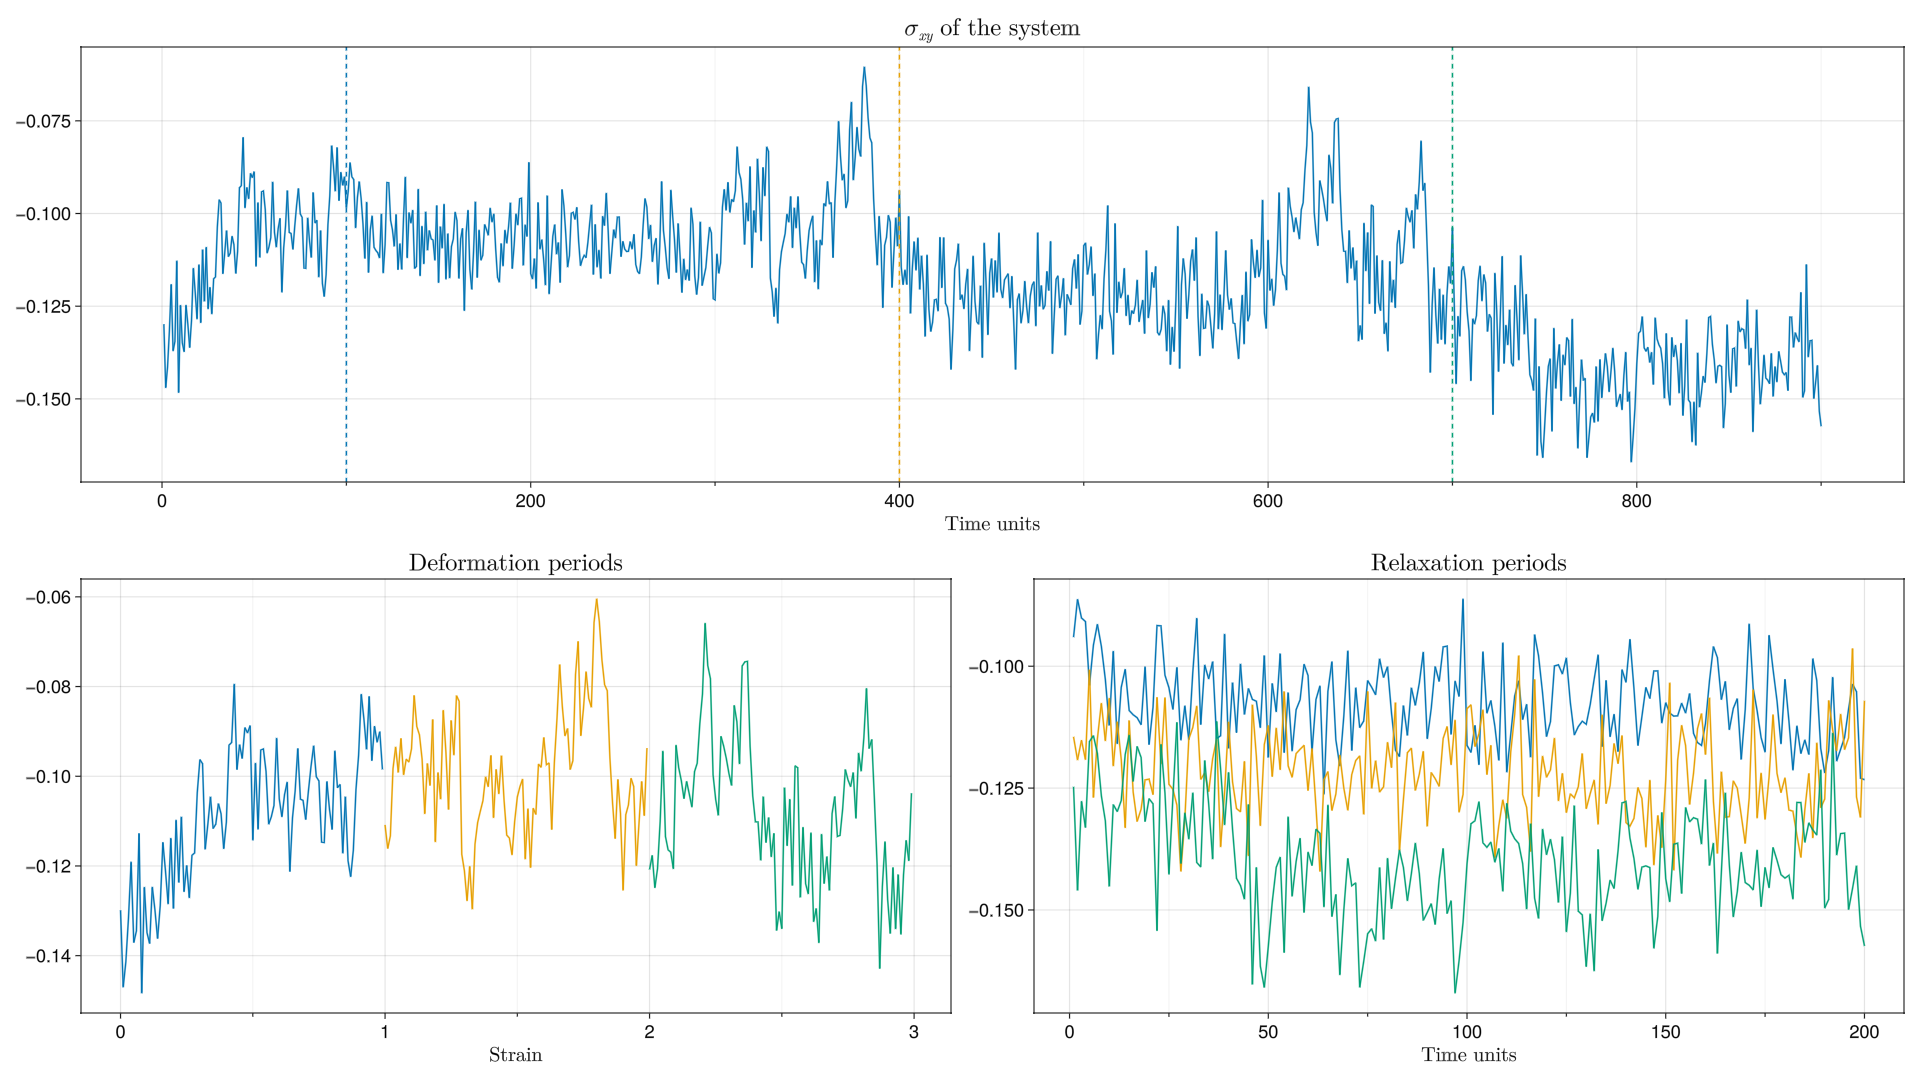 σxy of the system
−0.075
−0.100
−0.125
−0.150
0 200 400 600 800
Time units
Deformation periods
−0.06
−0.08
−0.10
−0.12
−0.14
0 1 2 3
Strain
Relaxation periods
−0.100
−0.125
−0.150
0 50 100 150 200
Time units